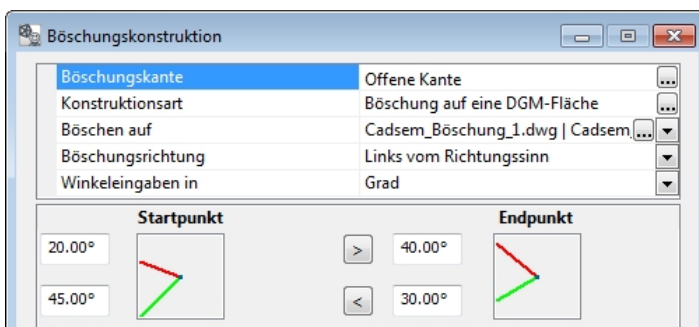 Böschungskonstruktion
Böschungskante Offene Kante ...
Konstruktionsart Böschung auf eine DGM-Fläche ...
Böschen auf Cadsem_Böschung_1.dwg | Cadsem_ ...
Böschungsrichtung Links vom Richtungssinn
Winkeleingaben in Grad
Startpunkt Endpunkt
20.00° > 40.00°
45.00° < 30.00°